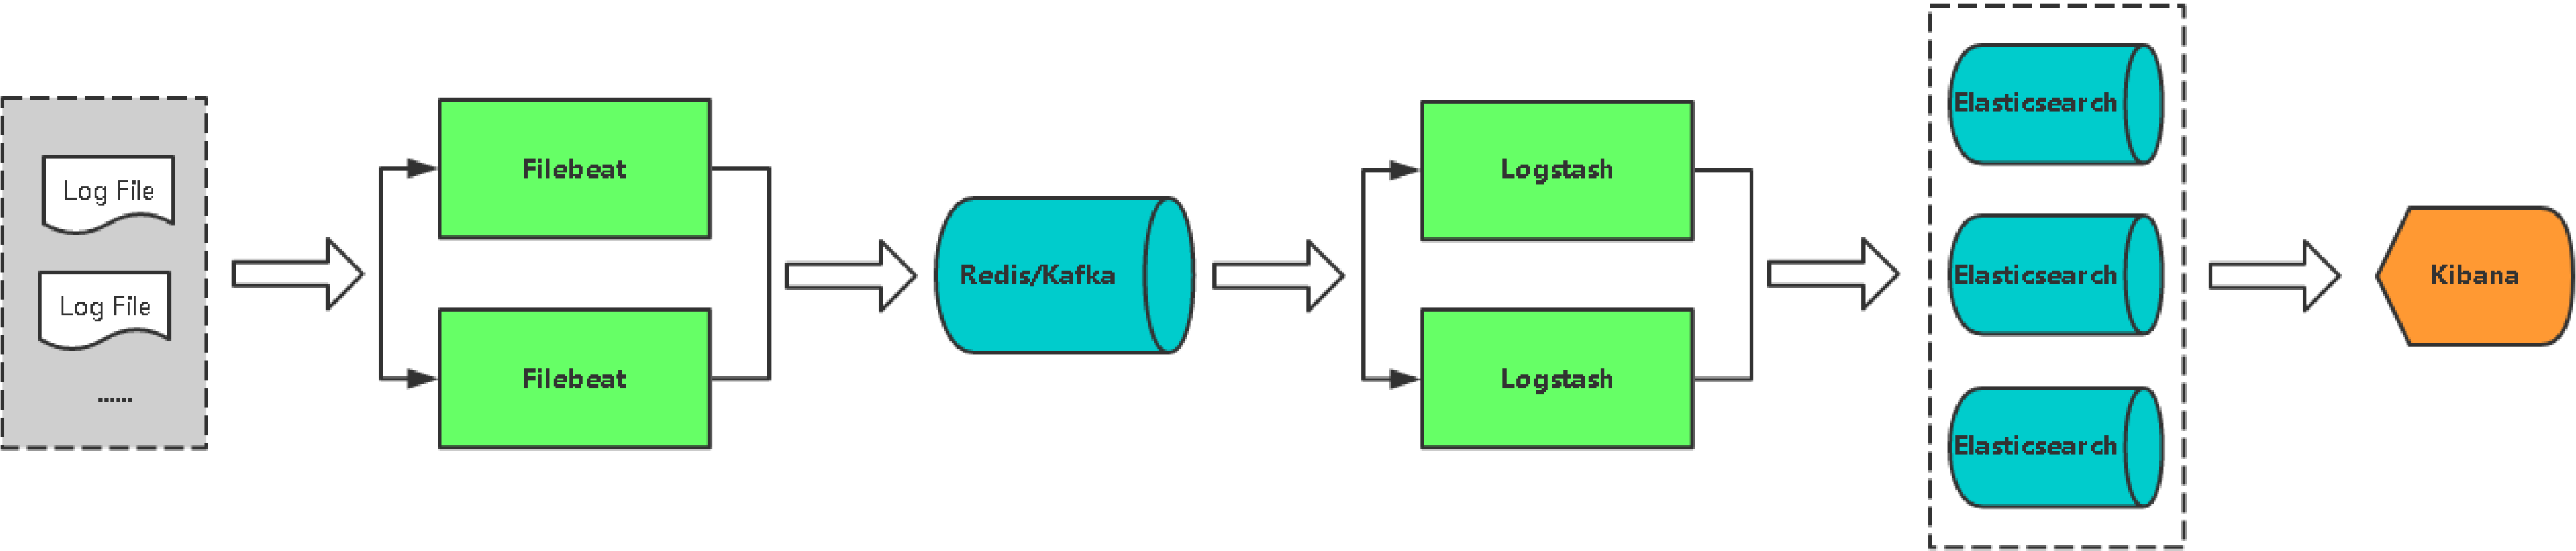 Log File
Log File
......
Filebeat
Filebeat
Redis/Kafka
Logstash
Logstash
Elasticsearch
Elasticsearch
Elasticsearch
Kibana